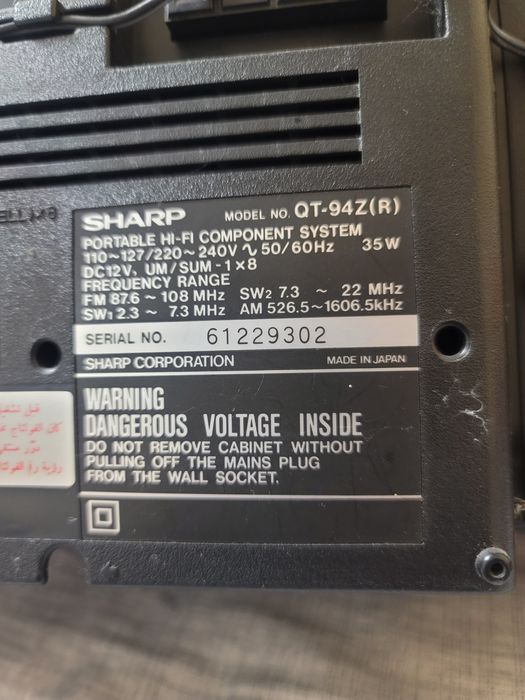 SHARP MODEL NO. QT-94Z(R)
PORTABLE HI-FI COMPONENT SYSTEM
110~127/220~240V ∿ 50/60Hz 35W
DC12V, UM/SUM-1×8
FREQUENCY RANGE
FM 87.6 ~ 108 MHz SW2 7.3 ~ 22 MHz
SW1 2.3 ~ 7.3 MHz AM 526.5~1606.5kHz
SERIAL NO. 61229302
SHARP CORPORATION MADE IN JAPAN
WARNING
DANGEROUS VOLTAGE INSIDE
DO NOT REMOVE CABINET WITHOUT
PULLING OFF THE MAINS PLUG
FROM THE WALL SOCKET.
قبل